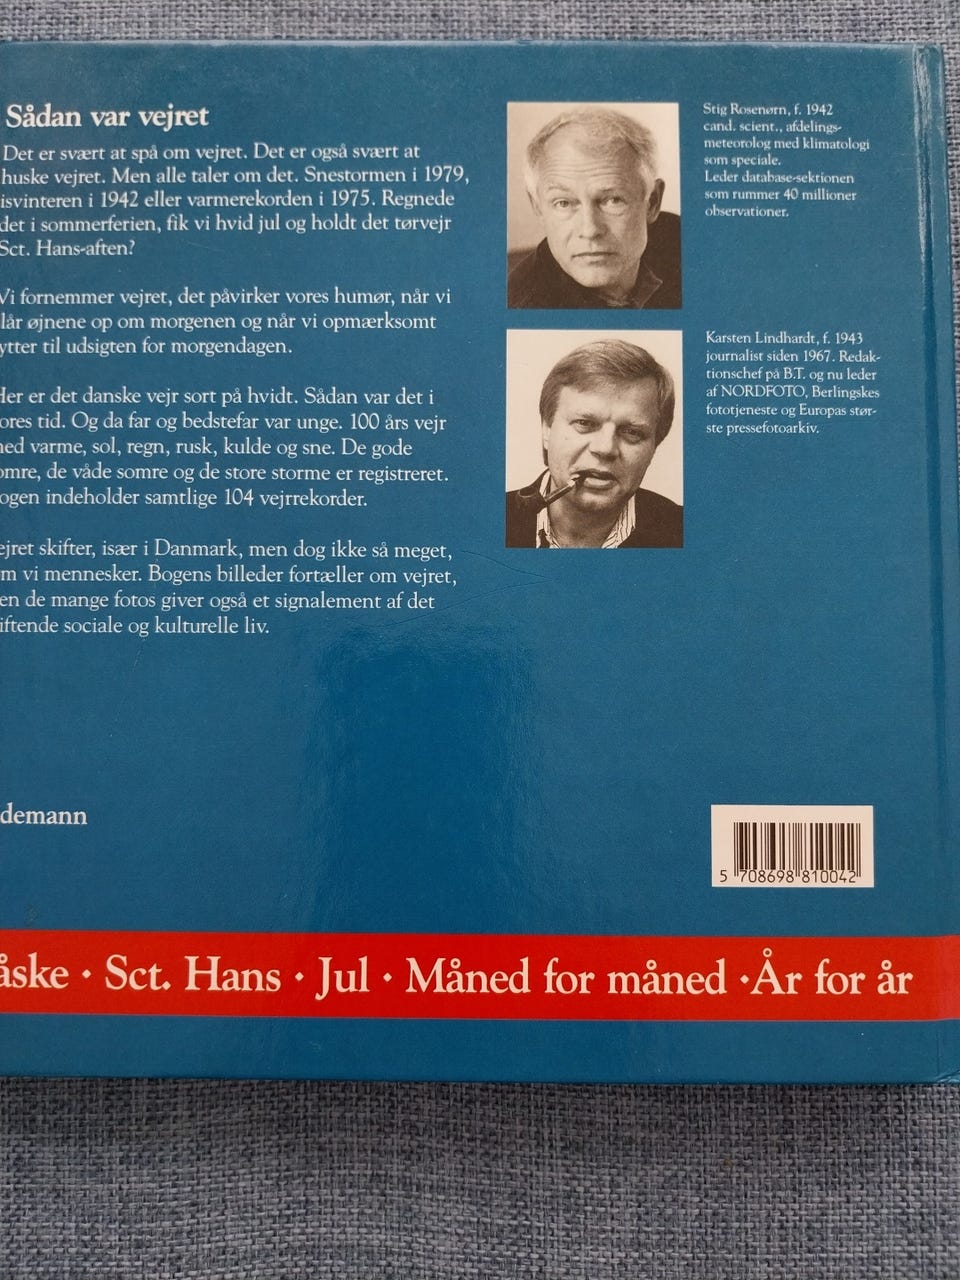 Sådan var vejret
Det er svært at spå om vejret. Det er også svært at
huske vejret. Men alle taler om det. Snestormen i 1979,
isvinteren i 1942 eller varmerekorden i 1975. Regnede
det i sommerferien, fik vi hvid jul og holdt det tørvejr
Sct. Hans-aften?
Vi fornemmer vejret, det påvirker vores humør, når vi
lår øjnene op om morgenen og når vi opmærksomt
ytter til udsigten for morgendagen.
Her er det danske vejr sort på hvidt. Sådan var det i
ores tid. Og da far og bedstefar var unge. 100 års vejr
ned varme, sol, regn, rusk, kulde og sne. De gode
omre, de våde somre og de store storme er registreret.
ogen indeholder samtlige 104 vejrrekorder.
ejret skifter, især i Danmark, men dog ikke så meget,
m vi mennesker. Bogens billeder fortæller om vejret,
en de mange fotos giver også et signalement af det
iftende sociale og kulturelle liv.
demann
Stig Rosenørn, f. 1942
cand. scient., afdelings-
meteorolog med klimatologi
som speciale.
Leder database-sektionen
som rummer 40 millioner
observationer.
Karsten Lindhardt, f. 1943
journalist siden 1967. Redak-
tionschef på B.T. og nu leder
af NORDFOTO, Berlingskes
fototjeneste og Europas stør-
ste pressefotoarkiv.
5 708698 810042
åske · Sct. Hans · Jul · Måned for måned · År for år